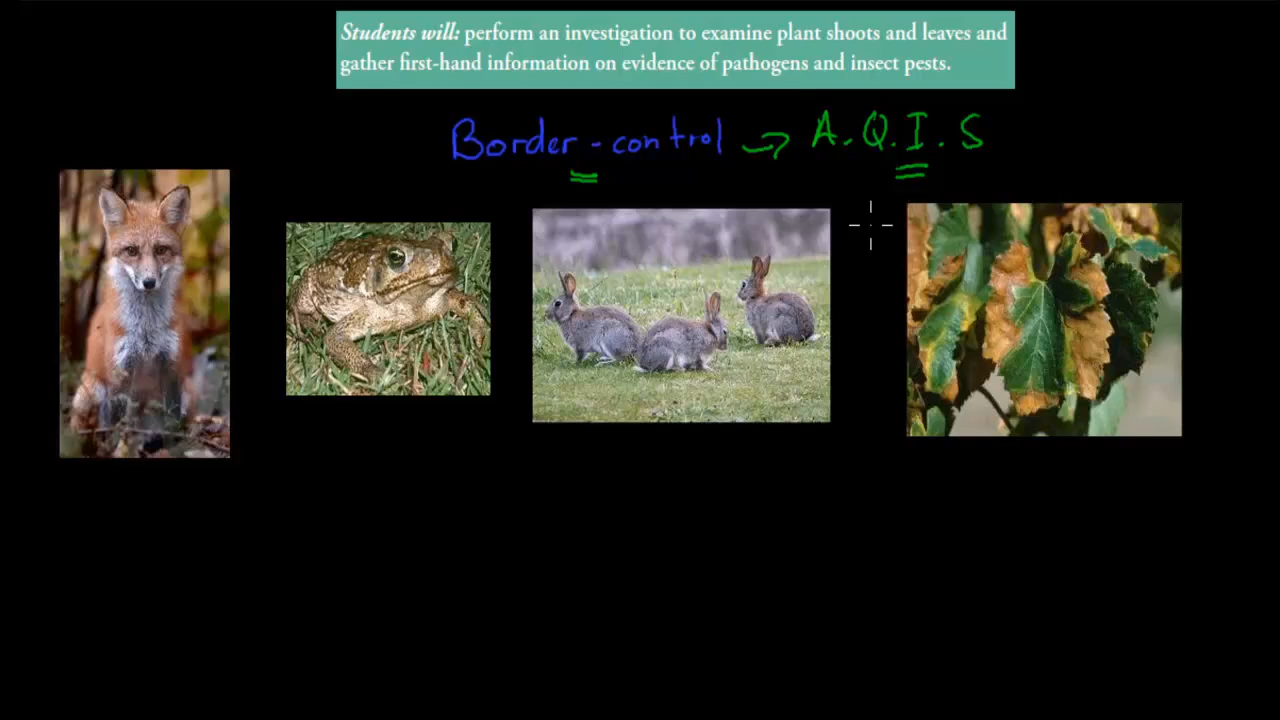 Students will: perform an investigation to examine plant shoots and leaves and
gather first-hand information on evidence of pathogens and insect pests.
Border-control → A.Q.I.S